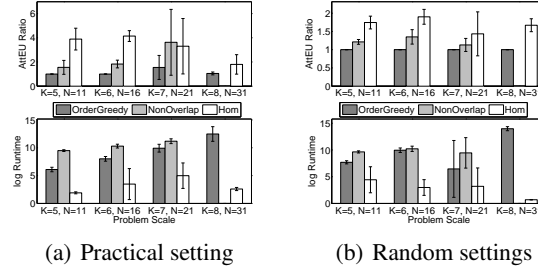 AttEU Ratio
6
4
2
0
K=5, N=11 K=6, N=16 K=7, N=21 K=8, N=31
OrderGreedy NonOverlap Hom
log Runtime
15
10
5
0
K=5, N=11 K=6, N=16 K=7, N=21 K=8, N=31
Problem Scale
(a) Practical setting
AttEU Ratio
2
1.5
1
0.5
0
K=5, N=11 K=6, N=16 K=7, N=21 K=8, N=31
OrderGreedy NonOverlap Hom
log Runtime
15
10
5
0
K=5, N=11 K=6, N=16 K=7, N=21 K=8, N=31
Problem Scale
(b) Random settings